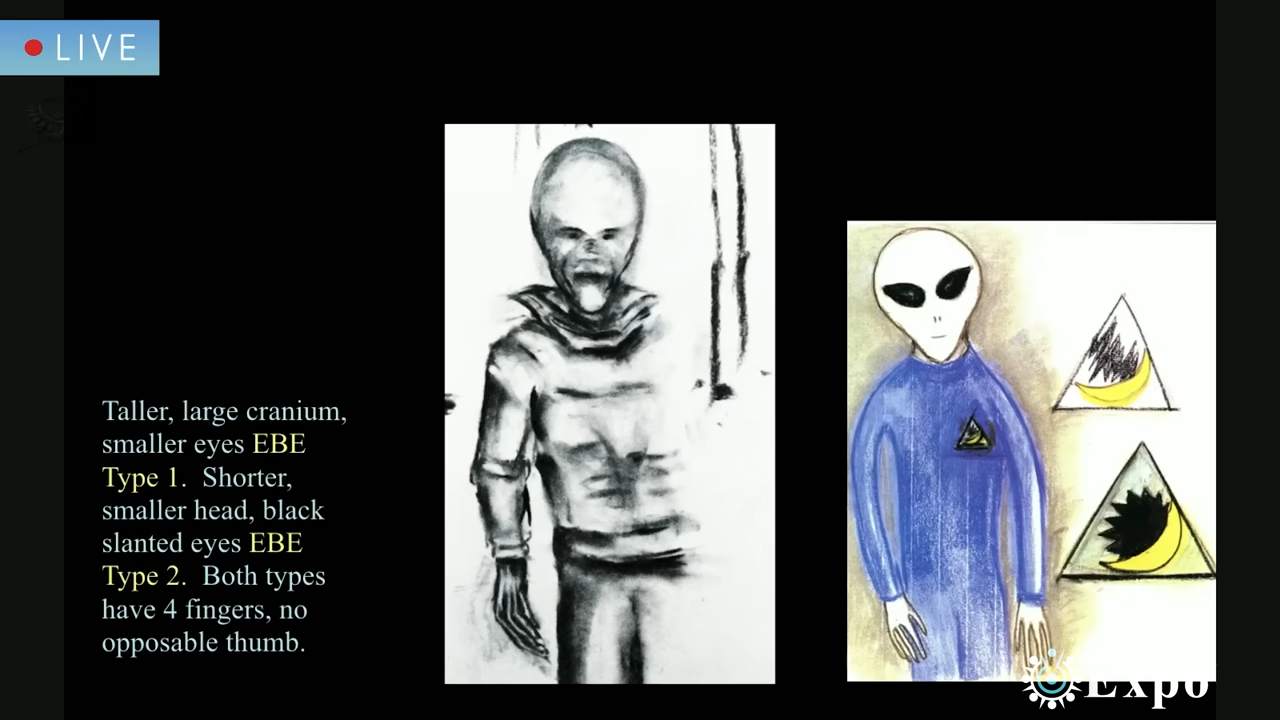 LIVE
Taller, large cranium,
smaller eyes EBE
Type 1.  Shorter,
smaller head, black
slanted eyes EBE
Type 2.  Both types
have 4 fingers, no
opposable thumb.
Expo